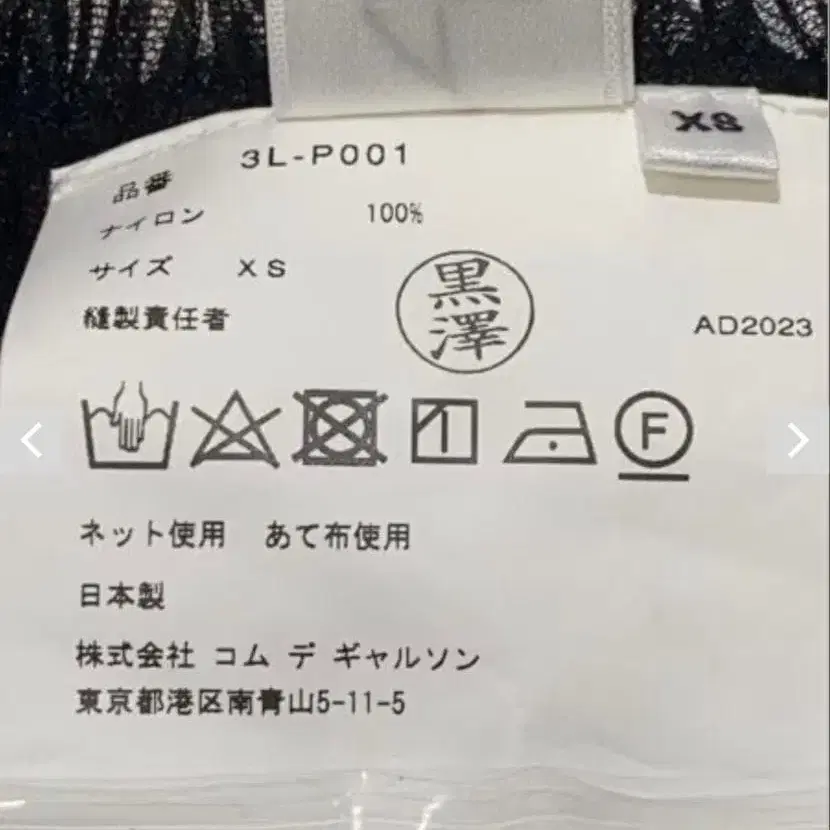 XS
品番 3L-P001
ナイロン 100%
サイズ XS
縫製責任者 黒澤 AD2023
F
ネット使用 あて布使用
日本製
株式会社 コム デ ギャルソン
東京都港区南青山5-11-5